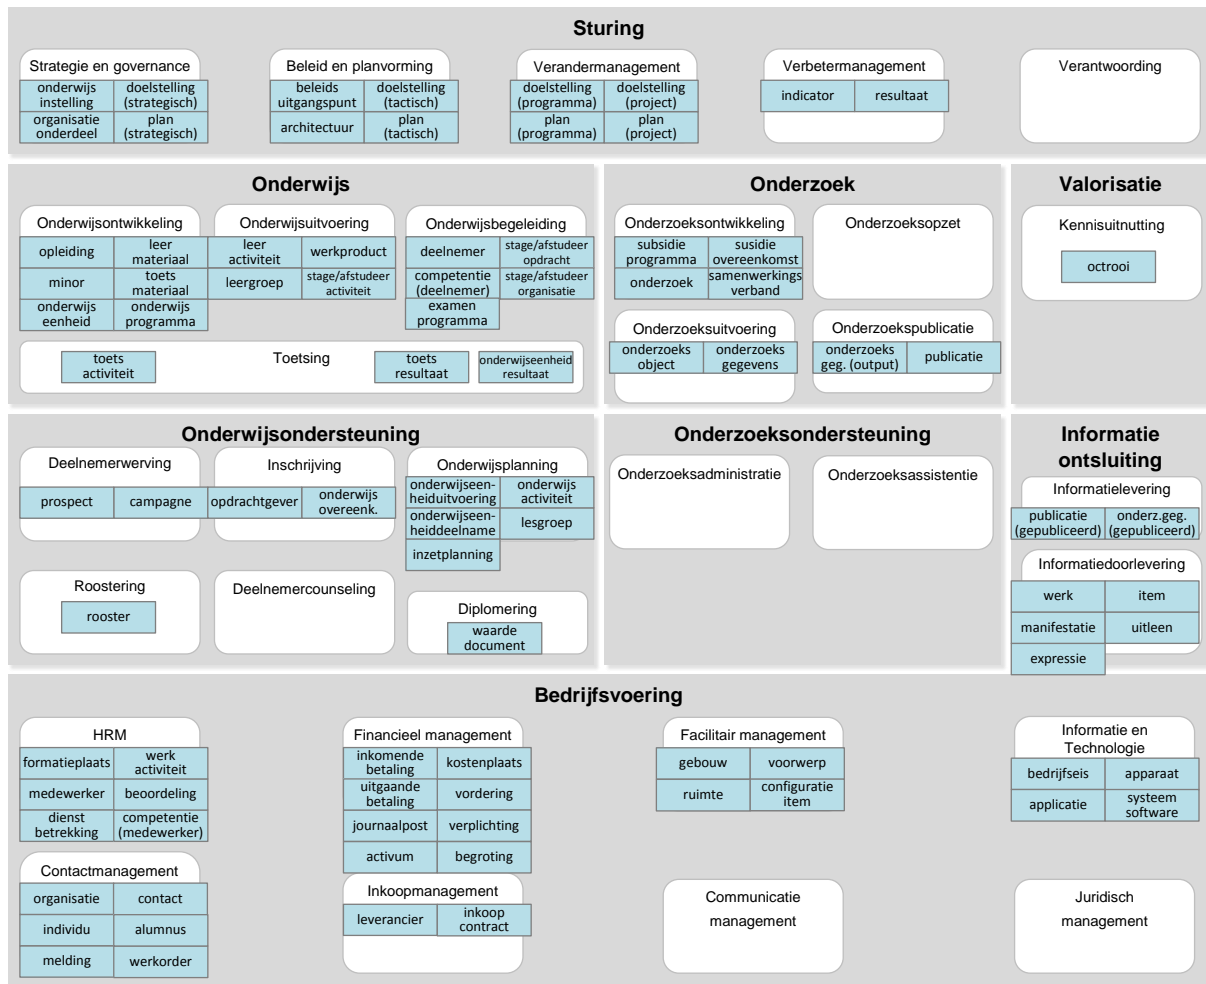 Sturing
Strategie en governance
onderwijs
instelling
doelstelling
(strategisch)
organisatie
onderdeel
plan
(strategisch)
Beleid en planvorming
beleids
uitgangspunt
doelstelling
(tactisch)
architectuur
plan
(tactisch)
Verandermanagement
doelstelling
(programma)
doelstelling
(project)
plan
(programma)
plan
(project)
Verbetermanagement
indicator
resultaat
Verantwoording
Onderwijs
Onderwijsontwikkeling
opleiding
leer
materiaal
minor
toets
materiaal
onderwijs
eenheid
onderwijs
programma
Onderwijsuitvoering
leer
activiteit
werkproduct
leergroep
stage/afstudeer
activiteit
Onderwijsbegeleiding
deelnemer
stage/afstudeer
opdracht
competentie
(deelnemer)
stage/afstudeer
organisatie
examen
programma
toets
activiteit
Toetsing
toets
resultaat
onderwijseenheid
resultaat
Onderzoek
Onderzoeksontwikkeling
subsidie
programma
susidie
overeenkomst
onderzoek
samenwerkings
verband
Onderzoeksopzet
Onderzoeksuitvoering
onderzoeks
object
onderzoeks
gegevens
Onderzoekspublicatie
onderzoeks
geg. (output)
publicatie
Valorisatie
Kennisuitnutting
octrooi
Onderwijsondersteuning
Deelnemerwerving
prospect
campagne
Inschrijving
opdrachtgever
onderwijs
overeenk.
Onderwijsplanning
onderwijseen-
heiduitvoering
onderwijs
activiteit
onderwijseen-
heiddeelname
lesgroep
inzetplanning
Roostering
rooster
Deelnemercounseling
Diplomering
waarde
document
Onderzoeksondersteuning
Onderzoeksadministratie
Onderzoeksassistentie
Informatie
ontsluiting
Informatielevering
publicatie
(gepubliceerd)
onderz.geg.
(gepubliceerd)
Informatiedoorlevering
werk
item
manifestatie
uitleen
expressie
Bedrijfsvoering
HRM
formatieplaats
werk
activiteit
medewerker
beoordeling
dienst
betrekking
competentie
(medewerker)
Financieel management
inkomende
betaling
kostenplaats
uitgaande
betaling
vordering
journaalpost
verplichting
activum
begroting
Facilitair management
gebouw
voorwerp
ruimte
configuratie
item
Informatie en
Technologie
bedrijfseis
apparaat
applicatie
systeem
software
Contactmanagement
organisatie
contact
individu
alumnus
melding
werkorder
Inkoopmanagement
leverancier
inkoop
contract
Communicatie
management
Juridisch
management